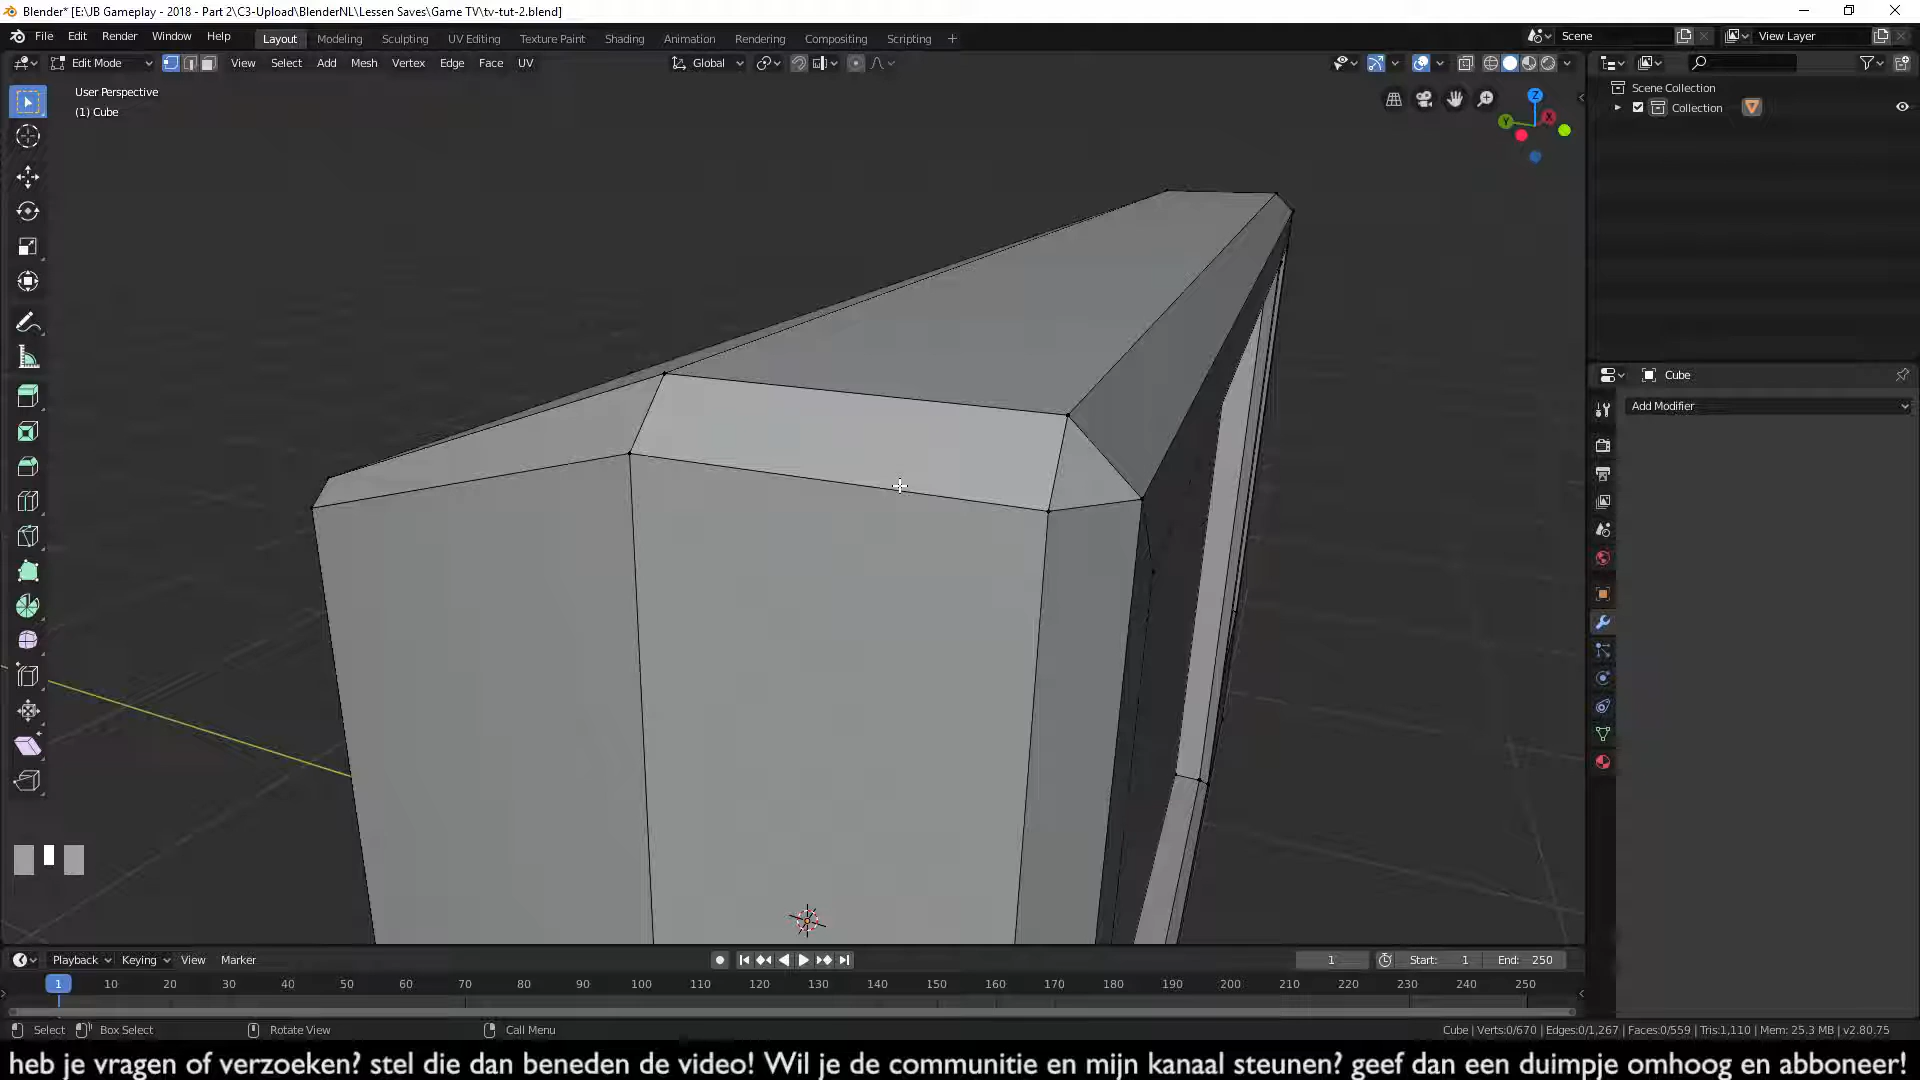 Blender* [E:\JB Gameplay - 2018 - Part 2\C3-Upload\BlenderNL\Lessen Saves\Game TV\tv-tut-2.blend]
File Edit Render Window Help Layout Modeling Sculpting UV Editing Texture Paint Shading Animation Rendering Compositing Scripting + Scene View Layer
Edit Mode View Select Add Mesh Vertex Edge Face UV Global
User Perspective
(1) Cube
Z
Y
X
Scene Collection
Collection
Cube
Add Modifier
Playback Keying View Marker 1 Start: 1 End: 250
1 10 20 30 40 50 60 70 80 90 100 110 120 130 140 150 160 170 180 190 200 210 220 230 240 250
Select Box Select Rotate View Call Menu Cube | Verts:0/670 | Edges:0/1,267 | Faces:0/559 | Tris:1,110 | Mem: 25.3 MB | v2.80.75
heb je vragen of verzoeken? stel die dan beneden de video! Wil je de communitie en mijn kanaal steunen? geef dan een duimpje omhoog en abboneer!